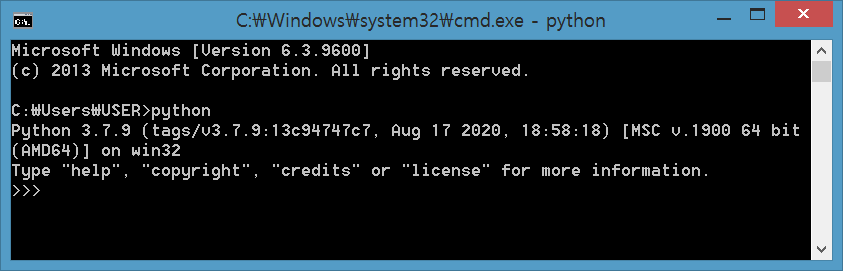 C:₩Windows₩system32₩cmd.exe - python
Microsoft Windows [Version 6.3.9600]
(c) 2013 Microsoft Corporation. All rights reserved.
C:₩Users₩USER>python
Python 3.7.9 (tags/v3.7.9:13c94747c7, Aug 17 2020, 18:58:18) [MSC v.1900 64 bit
(AMD64)] on win32
Type "help", "copyright", "credits" or "license" for more information.
>>>